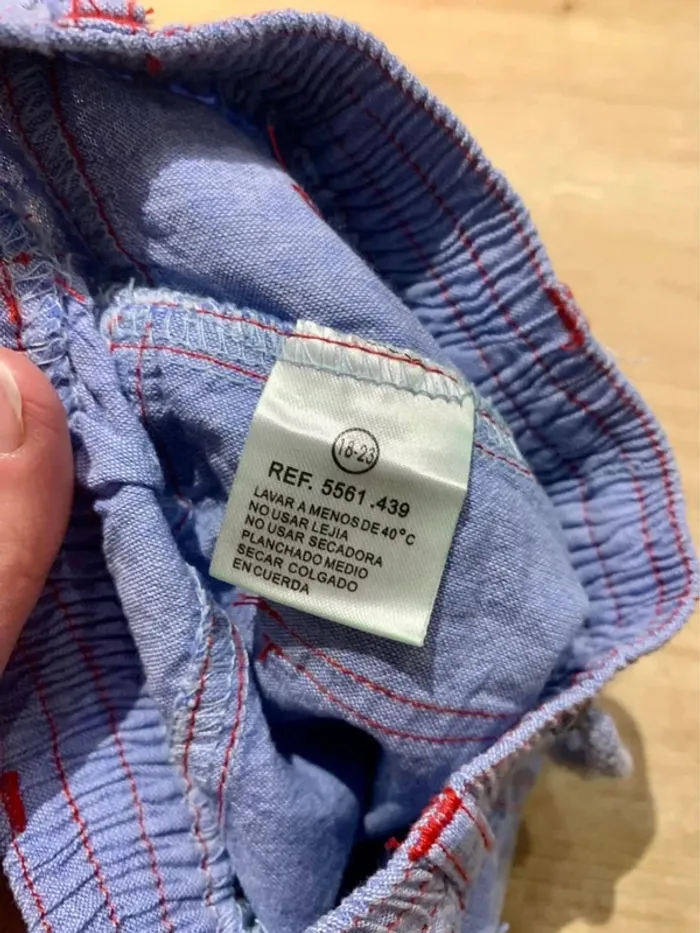 18-23
REF. 5561.439
LAVAR A MENOS DE 40°C
NO USAR LEJIA
NO USAR SECADORA
PLANCHADO MEDIO
SECAR COLGADO
EN CUERDA